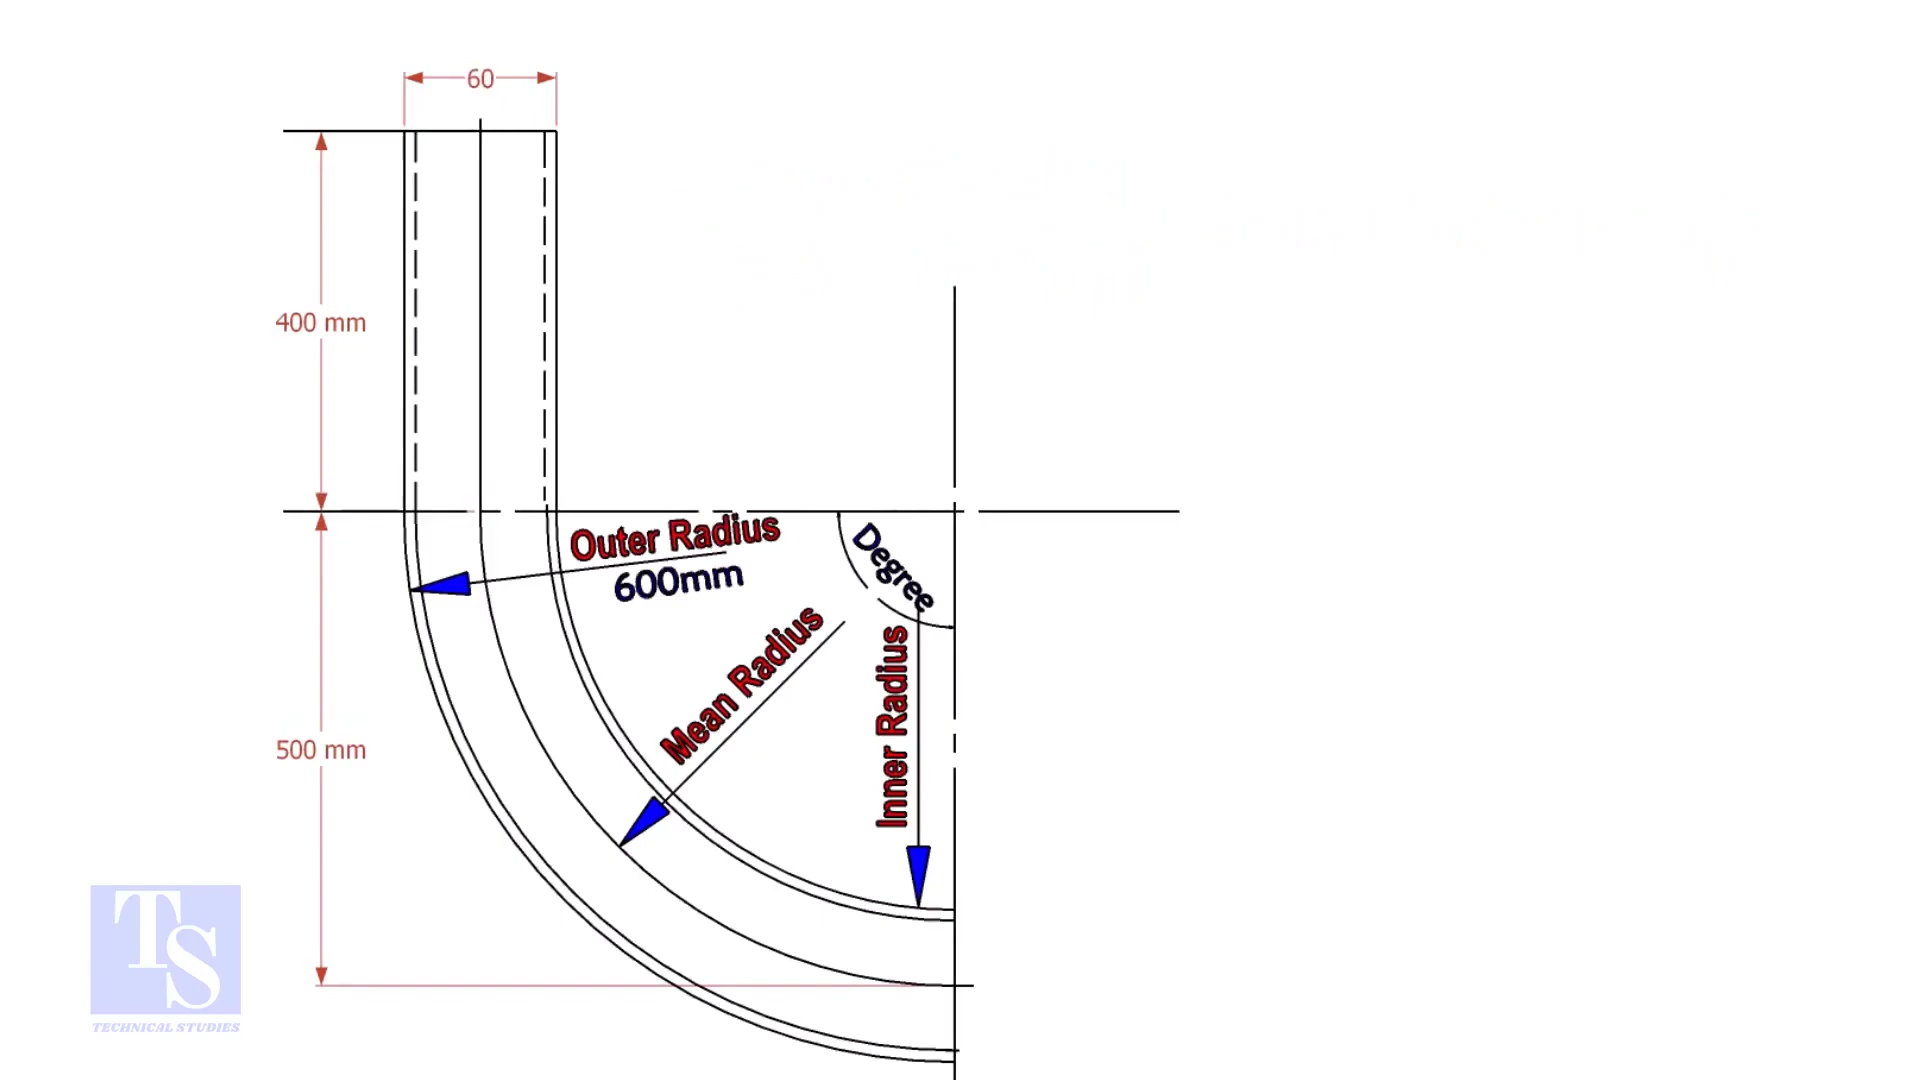 60
400 mm
Outer Radius
600mm
Degree
Mean Radius
Inner Radius
500 mm
TS
TECHNICAL STUDIES